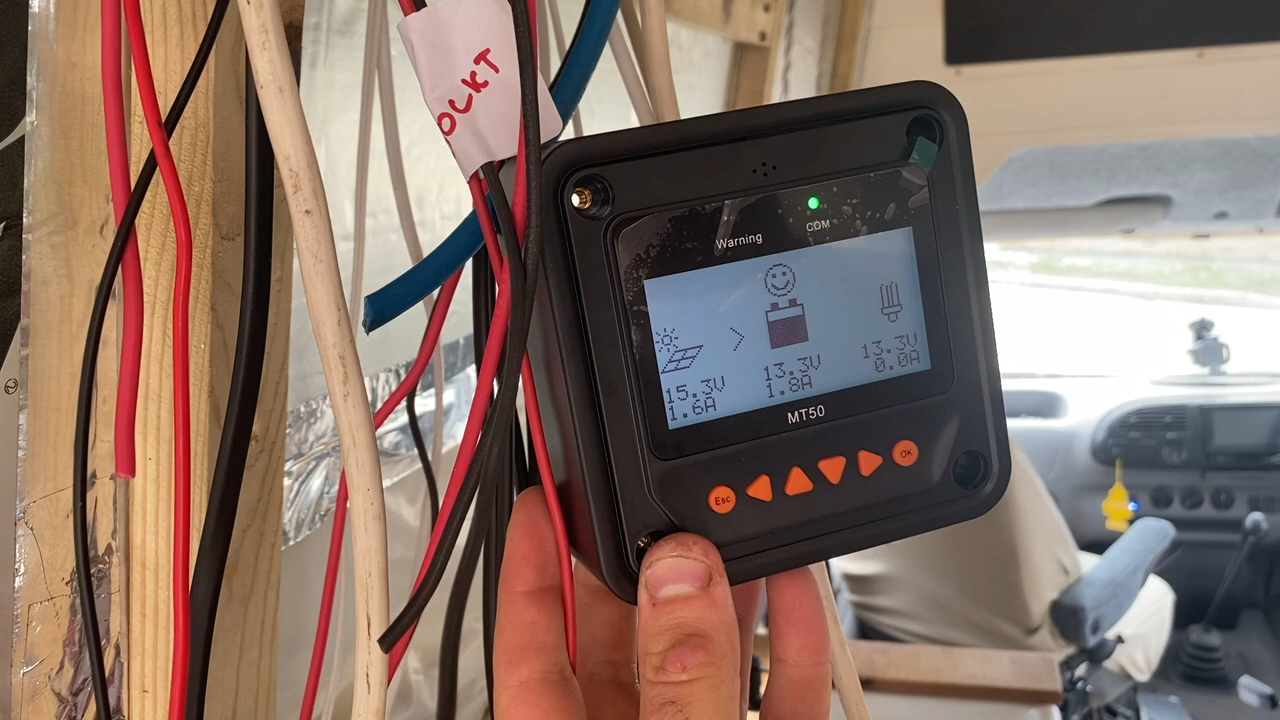 OCKT
Warning
COM
15.3V
1.6A
13.3V
1.8A
13.3V
0.0A
MT50
Esc
OK